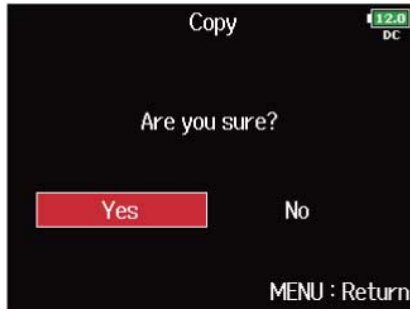 Copy
12.0
DC
Are you sure?
Yes No
MENU : Return